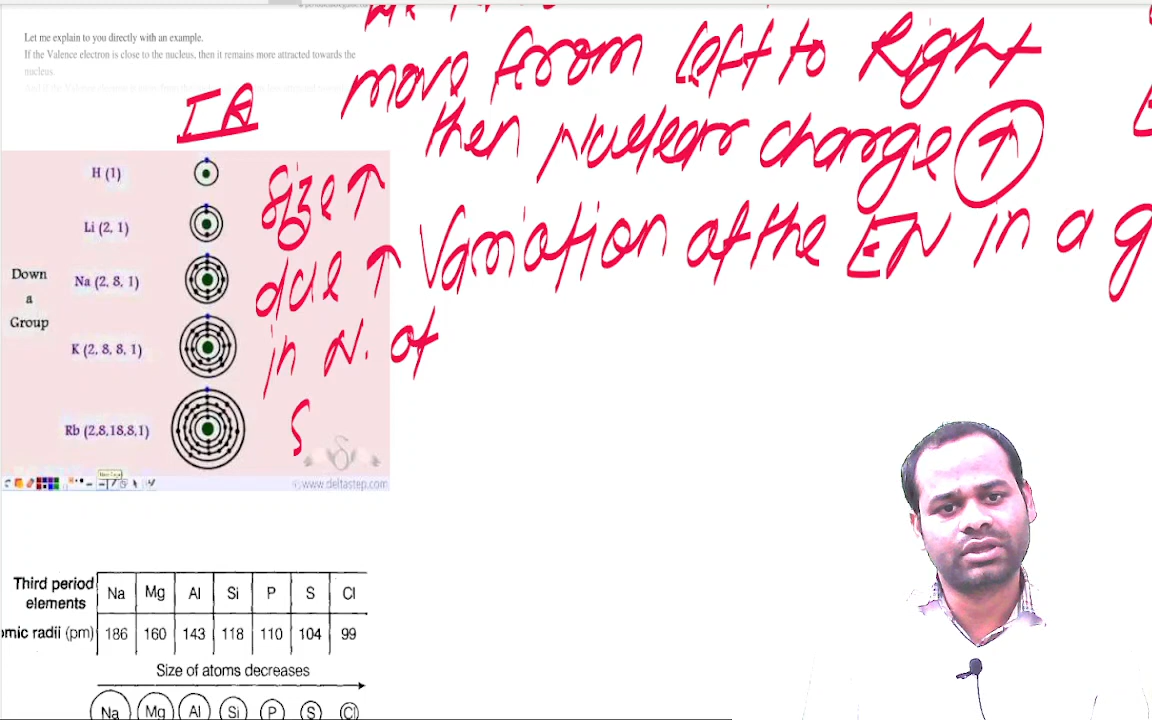 Let me explain to you directly with an example.
If the Valence electron is close to the nucleus, then it remains more attracted towards the
nucleus.
move from left to Right
then Nuclear charge ↑
Variation of the EN in a g
IA
Size ↑
due ↑
in N. of
S
Down
a
Group
H (1)
Li (2, 1)
Na (2, 8, 1)
K (2, 8, 8, 1)
Rb (2,8,18,8,1)
www.deltastep.com
Third period elements Na Mg Al Si P S Cl
omic radii (pm) 186 160 143 118 110 104 99
Size of atoms decreases
Na Mg Al Si P S Cl